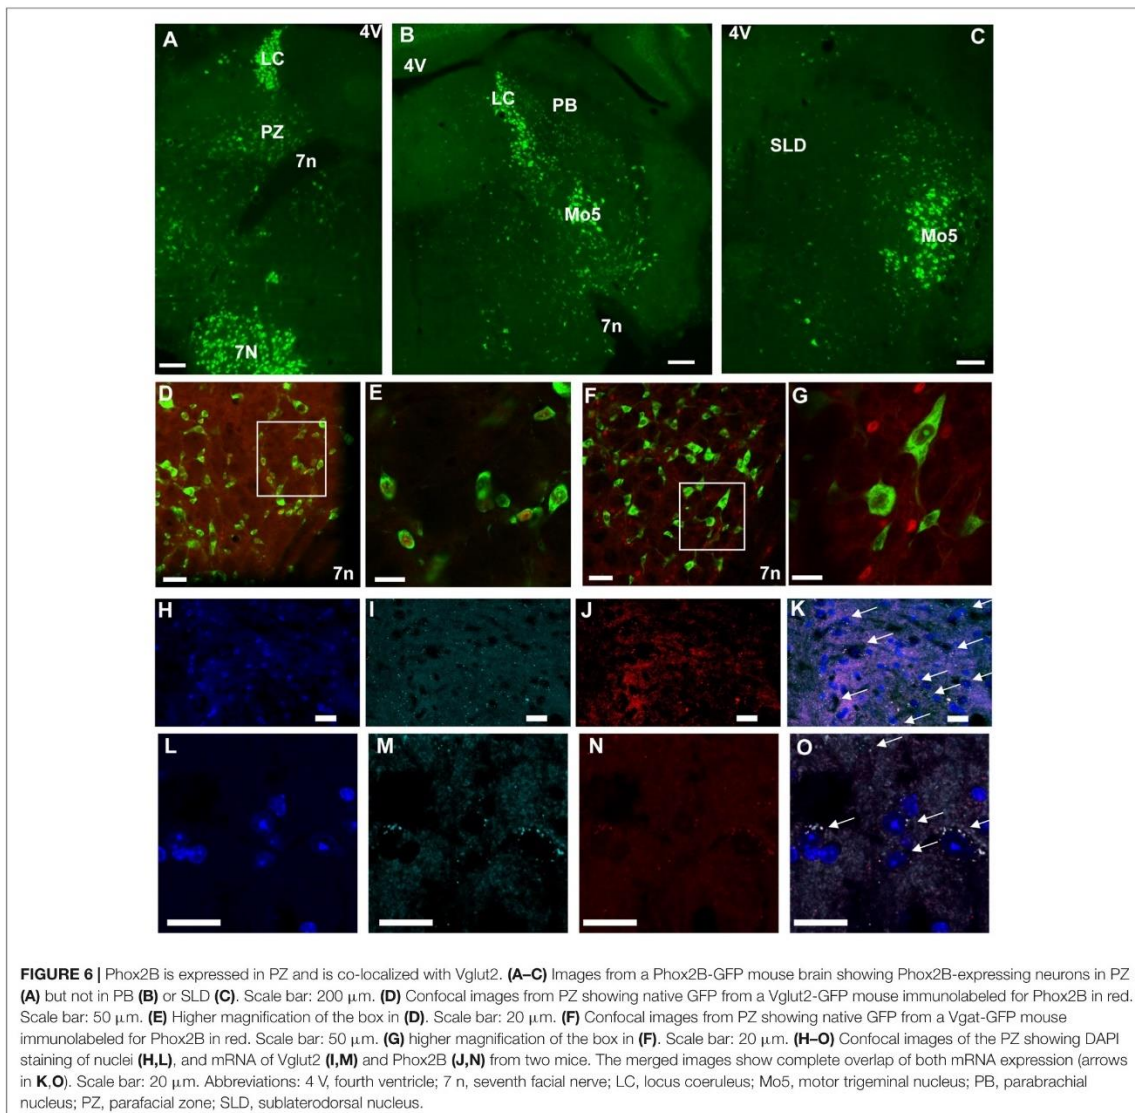 A 4V B C
4V 4V
LC
LC PB
PZ
7n SLD
Mo5 Mo5
7n
7N
D E F G
7n 7n
H I J K
L M N O
FIGURE 6 | Phox2B is expressed in PZ and is co-localized with Vglut2. (A–C) Images from a Phox2B-GFP mouse brain showing Phox2B-expressing neurons in PZ
(A) but not in PB (B) or SLD (C). Scale bar: 200 μm. (D) Confocal images from PZ showing native GFP from a Vglut2-GFP mouse immunolabeled for Phox2B in red.
Scale bar: 50 μm. (E) Higher magnification of the box in (D). Scale bar: 20 μm. (F) Confocal images from PZ showing native GFP from a Vgat-GFP mouse
immunolabeled for Phox2B in red. Scale bar: 50 μm. (G) higher magnification of the box in (F). Scale bar: 20 μm. (H–O) Confocal images of the PZ showing DAPI
staining of nuclei (H,L), and mRNA of Vglut2 (I,M) and Phox2B (J,N) from two mice. The merged images show complete overlap of both mRNA expression (arrows
in K,O). Scale bar: 20 μm. Abbreviations: 4 V, fourth ventricle; 7 n, seventh facial nerve; LC, locus coeruleus; Mo5, motor trigeminal nucleus; PB, parabrachial
nucleus; PZ, parafacial zone; SLD, sublaterodorsal nucleus.